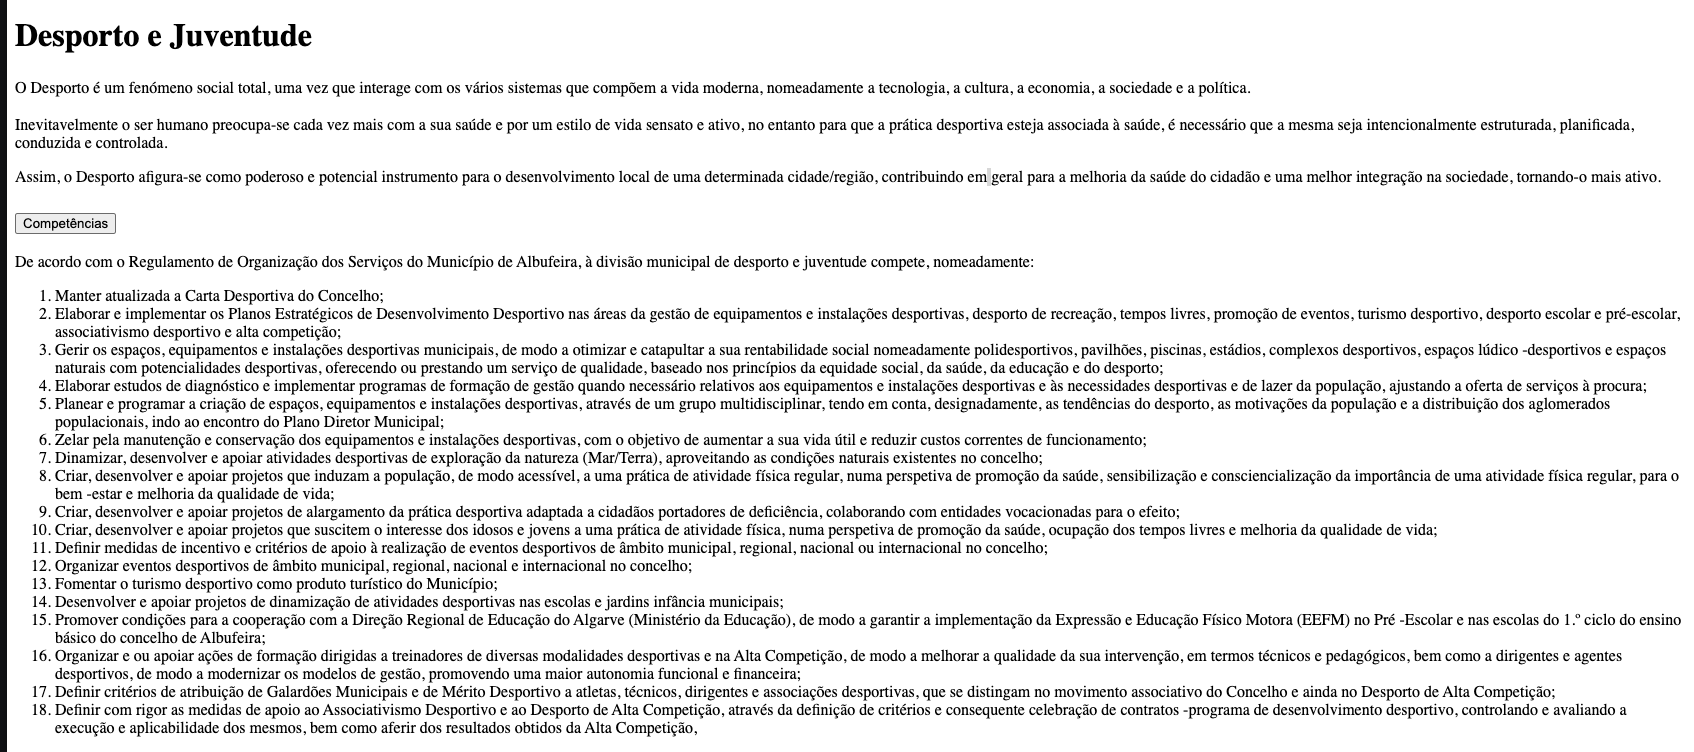 Desporto e Juventude
O Desporto é um fenómeno social total, uma vez que interage com os vários sistemas que compõem a vida moderna, nomeadamente a tecnologia, a cultura, a economia, a sociedade e a política.
Inevitavelmente o ser humano preocupa-se cada vez mais com a sua saúde e por um estilo de vida sensato e ativo, no entanto para que a prática desportiva esteja associada à saúde, é necessário que a mesma seja intencionalmente estruturada, planificada,
conduzida e controlada.
Assim, o Desporto afigura-se como poderoso e potencial instrumento para o desenvolvimento local de uma determinada cidade/região, contribuindo em geral para a melhoria da saúde do cidadão e uma melhor integração na sociedade, tornando-o mais ativo.
Competências
De acordo com o Regulamento de Organização dos Serviços do Município de Albufeira, à divisão municipal de desporto e juventude compete, nomeadamente:
1. Manter atualizada a Carta Desportiva do Concelho;
2. Elaborar e implementar os Planos Estratégicos de Desenvolvimento Desportivo nas áreas da gestão de equipamentos e instalações desportivas, desporto de recreação, tempos livres, promoção de eventos, turismo desportivo, desporto escolar e pré-escolar,
associativismo desportivo e alta competição;
3. Gerir os espaços, equipamentos e instalações desportivas municipais, de modo a otimizar e catapultar a sua rentabilidade social nomeadamente polidesportivos, pavilhões, piscinas, estádios, complexos desportivos, espaços lúdico -desportivos e espaços
naturais com potencialidades desportivas, oferecendo ou prestando um serviço de qualidade, baseado nos princípios da equidade social, da saúde, da educação e do desporto;
4. Elaborar estudos de diagnóstico e implementar programas de formação de gestão quando necessário relativos aos equipamentos e instalações desportivas e às necessidades desportivas e de lazer da população, ajustando a oferta de serviços à procura;
5. Planear e programar a criação de espaços, equipamentos e instalações desportivas, através de um grupo multidisciplinar, tendo em conta, designadamente, as tendências do desporto, as motivações da população e a distribuição dos aglomerados
populacionais, indo ao encontro do Plano Diretor Municipal;
6. Zelar pela manutenção e conservação dos equipamentos e instalações desportivas, com o objetivo de aumentar a sua vida útil e reduzir custos correntes de funcionamento;
7. Dinamizar, desenvolver e apoiar atividades desportivas de exploração da natureza (Mar/Terra), aproveitando as condições naturais existentes no concelho;
8. Criar, desenvolver e apoiar projetos que induzam a população, de modo acessível, a uma prática de atividade física regular, numa perspetiva de promoção da saúde, sensibilização e consciencialização da importância de uma atividade física regular, para o
bem -estar e melhoria da qualidade de vida;
9. Criar, desenvolver e apoiar projetos de alargamento da prática desportiva adaptada a cidadãos portadores de deficiência, colaborando com entidades vocacionadas para o efeito;
10. Criar, desenvolver e apoiar projetos que suscitem o interesse dos idosos e jovens a uma prática de atividade física, numa perspetiva de promoção da saúde, ocupação dos tempos livres e melhoria da qualidade de vida;
11. Definir medidas de incentivo e critérios de apoio à realização de eventos desportivos de âmbito municipal, regional, nacional ou internacional no concelho;
12. Organizar eventos desportivos de âmbito municipal, regional, nacional e internacional no concelho;
13. Fomentar o turismo desportivo como produto turístico do Município;
14. Desenvolver e apoiar projetos de dinamização de atividades desportivas nas escolas e jardins infância municipais;
15. Promover condições para a cooperação com a Direção Regional de Educação do Algarve (Ministério da Educação), de modo a garantir a implementação da Expressão e Educação Físico Motora (EEFM) no Pré -Escolar e nas escolas do 1.º ciclo do ensino
básico do concelho de Albufeira;
16. Organizar e ou apoiar ações de formação dirigidas a treinadores de diversas modalidades desportivas e na Alta Competição, de modo a melhorar a qualidade da sua intervenção, em termos técnicos e pedagógicos, bem como a dirigentes e agentes
desportivos, de modo a modernizar os modelos de gestão, promovendo uma maior autonomia funcional e financeira;
17. Definir critérios de atribuição de Galardões Municipais e de Mérito Desportivo a atletas, técnicos, dirigentes e associações desportivas, que se distingam no movimento associativo do Concelho e ainda no Desporto de Alta Competição;
18. Definir com rigor as medidas de apoio ao Associativismo Desportivo e ao Desporto de Alta Competição, através da definição de critérios e consequente celebração de contratos -programa de desenvolvimento desportivo, controlando e avaliando a
execução e aplicabilidade dos mesmos, bem como aferir dos resultados obtidos da Alta Competição,